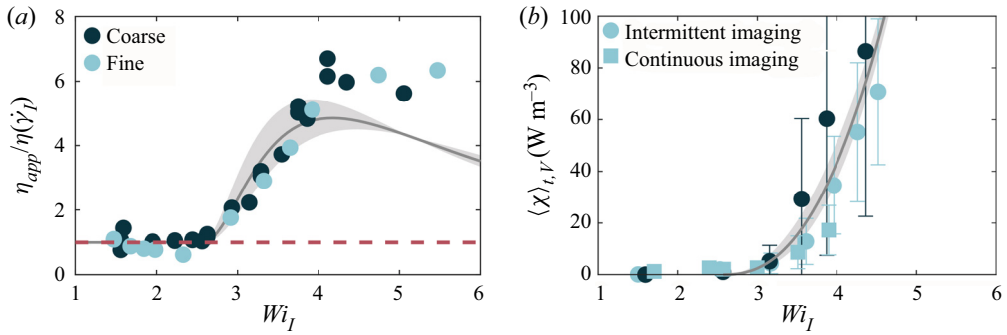 (a)
8
6
4
2
0
η_app/η(γ̇_I)
Coarse
Fine
1 2 3 4 5 6
Wi_I
(b)
100
80
60
40
20
0
⟨χ⟩_t,V (W m⁻³)
Intermittent imaging
Continuous imaging
1 2 3 4 5 6
Wi_I